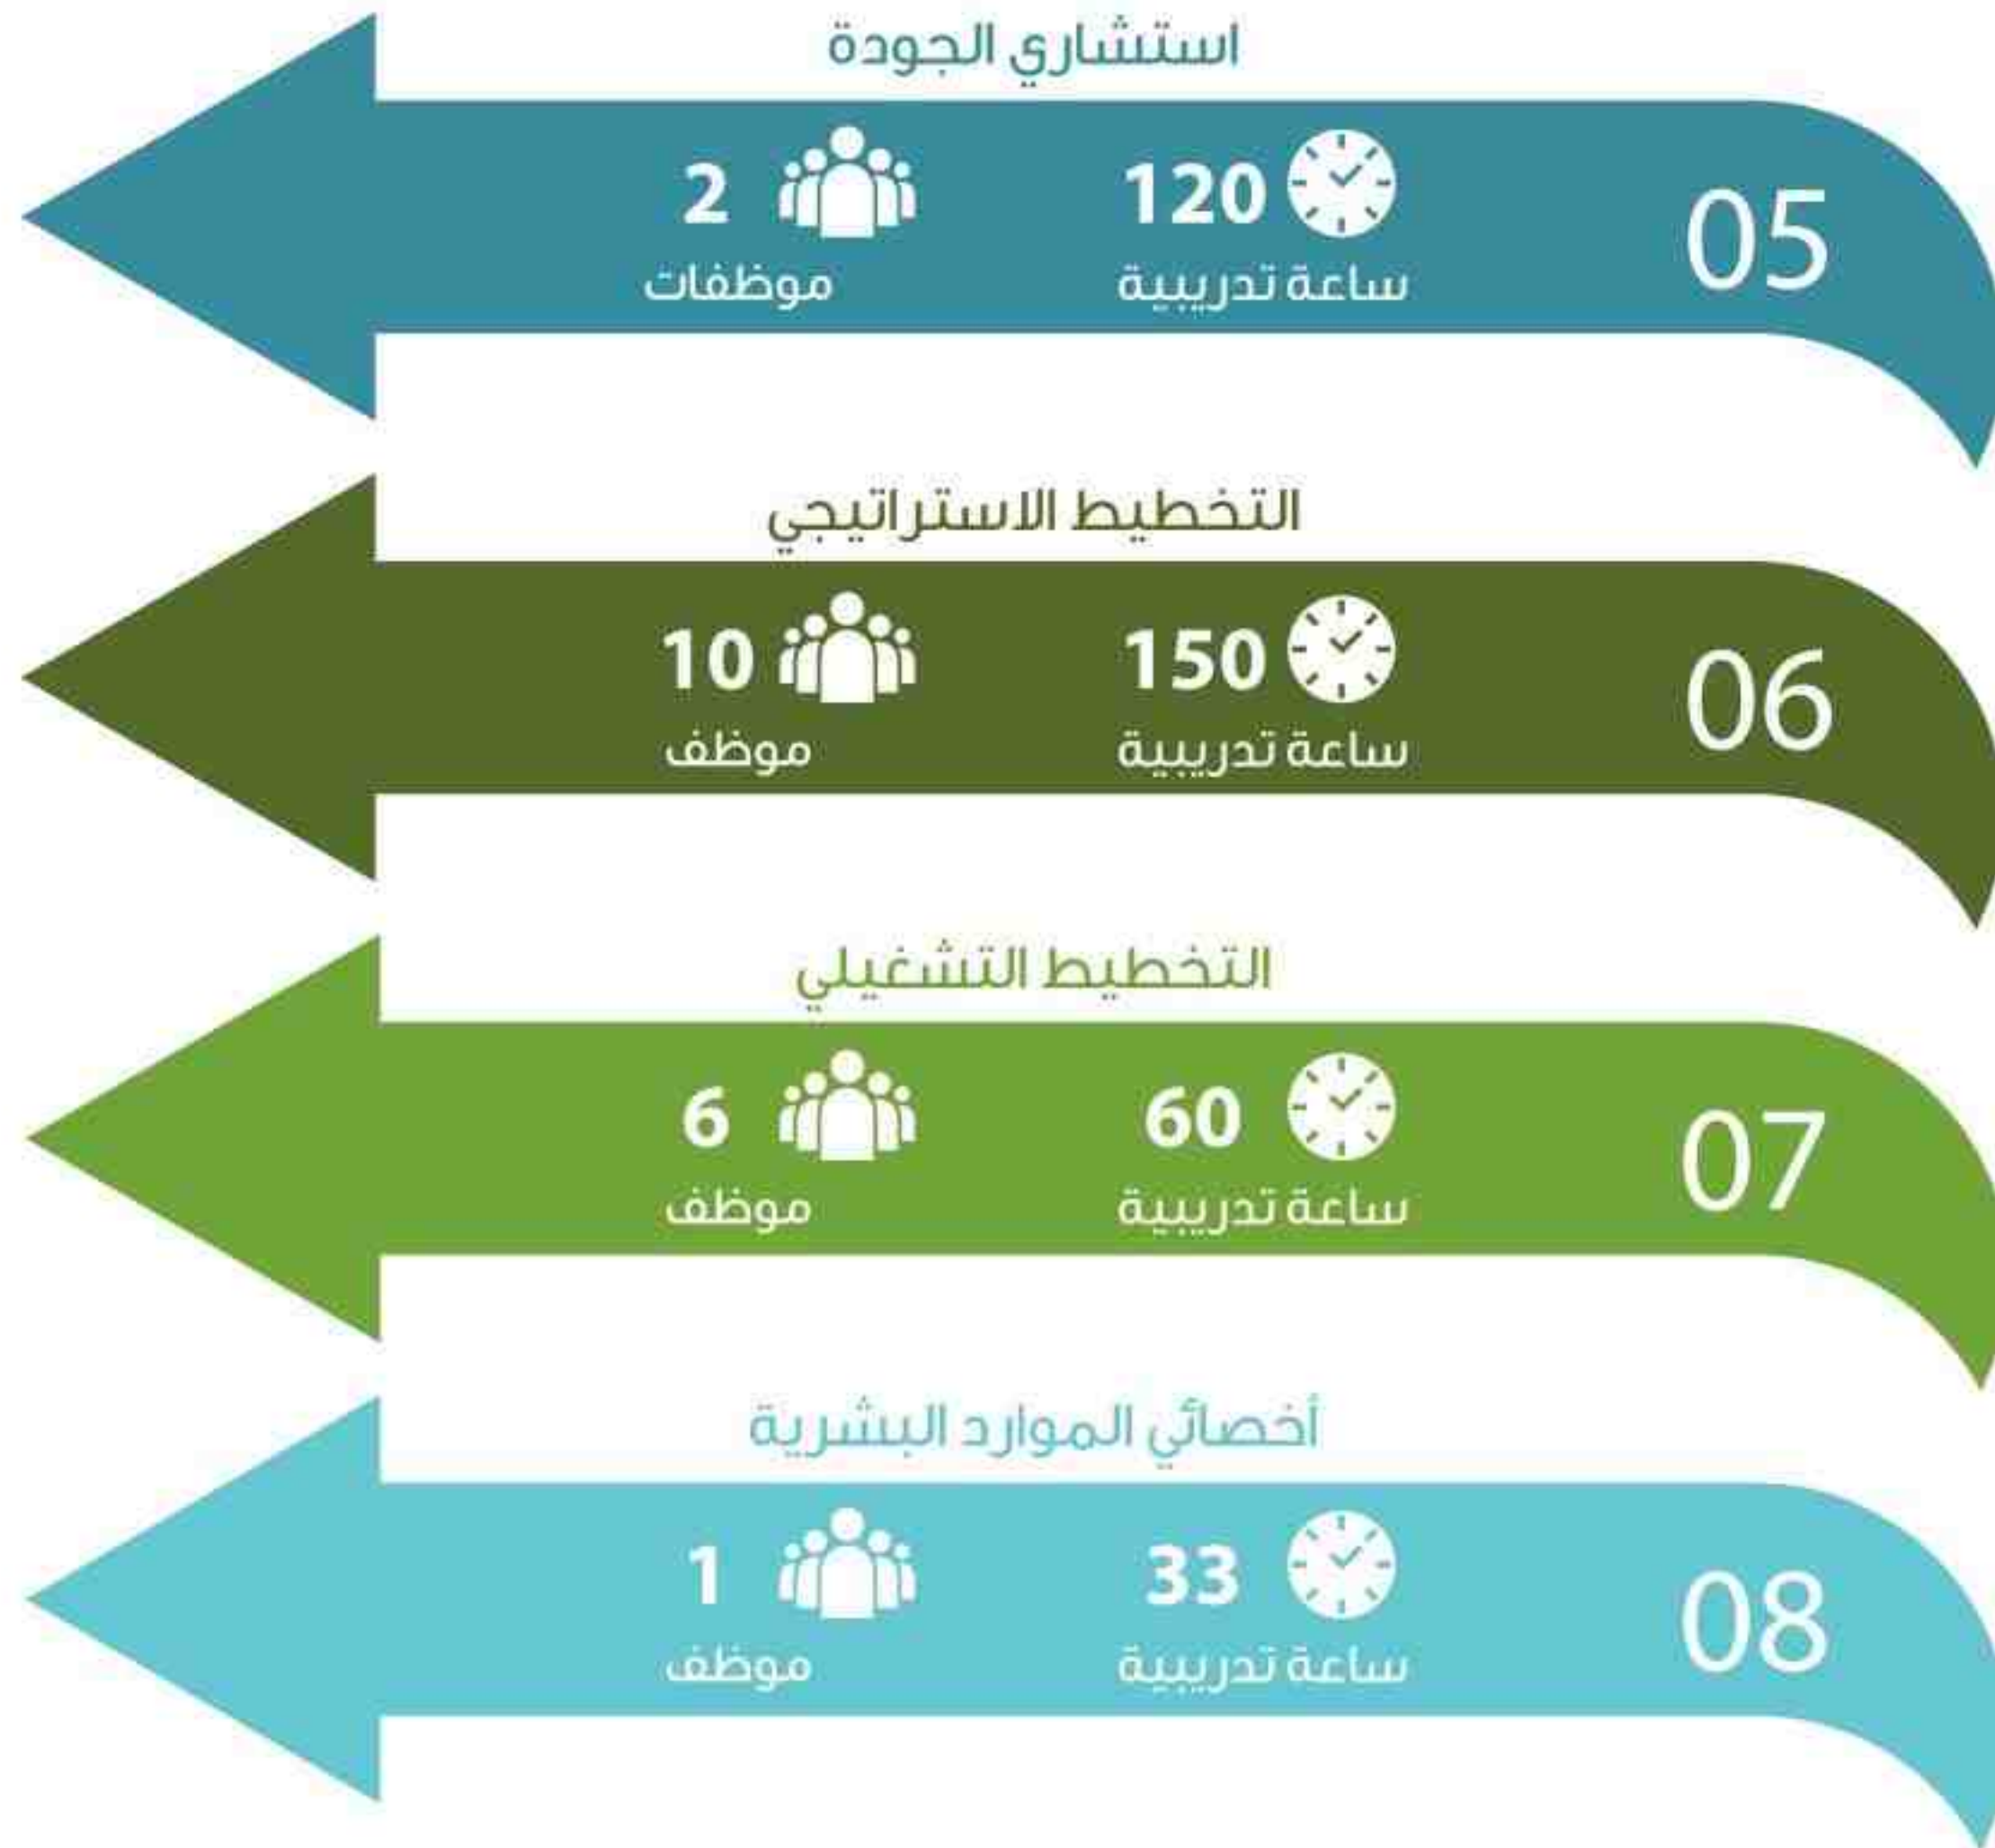 استشاري الجودة
05
120 2
ساعة تدريبية موظفات
التخطيط الاستراتيجي
06
150 10
ساعة تدريبية موظف
التخطيط التشغيلي
07
60 6
ساعة تدريبية موظف
أخصائي الموارد البشرية
08
33 1
ساعة تدريبية موظف